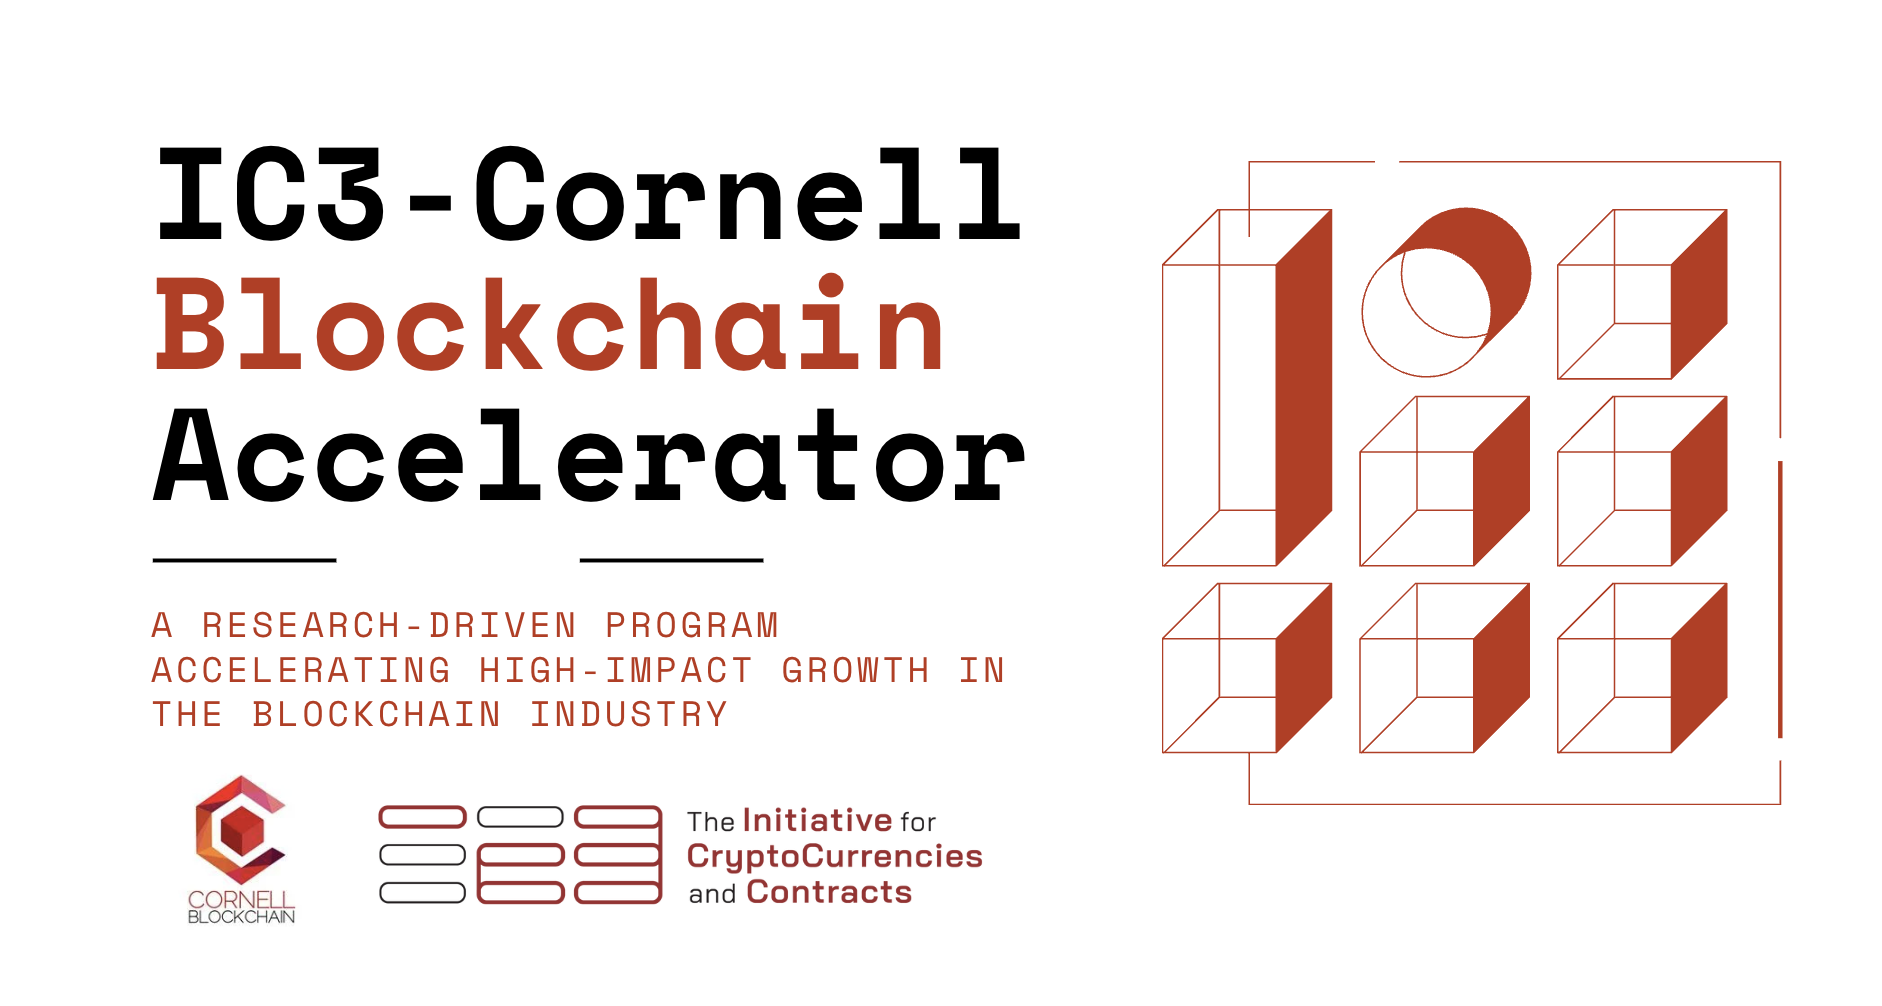 IC3-Cornell
Blockchain
Accelerator
A RESEARCH-DRIVEN PROGRAM
ACCELERATING HIGH-IMPACT GROWTH IN
THE BLOCKCHAIN INDUSTRY
CORNELL
BLOCKCHAIN
The Initiative for
CryptoCurrencies
and Contracts